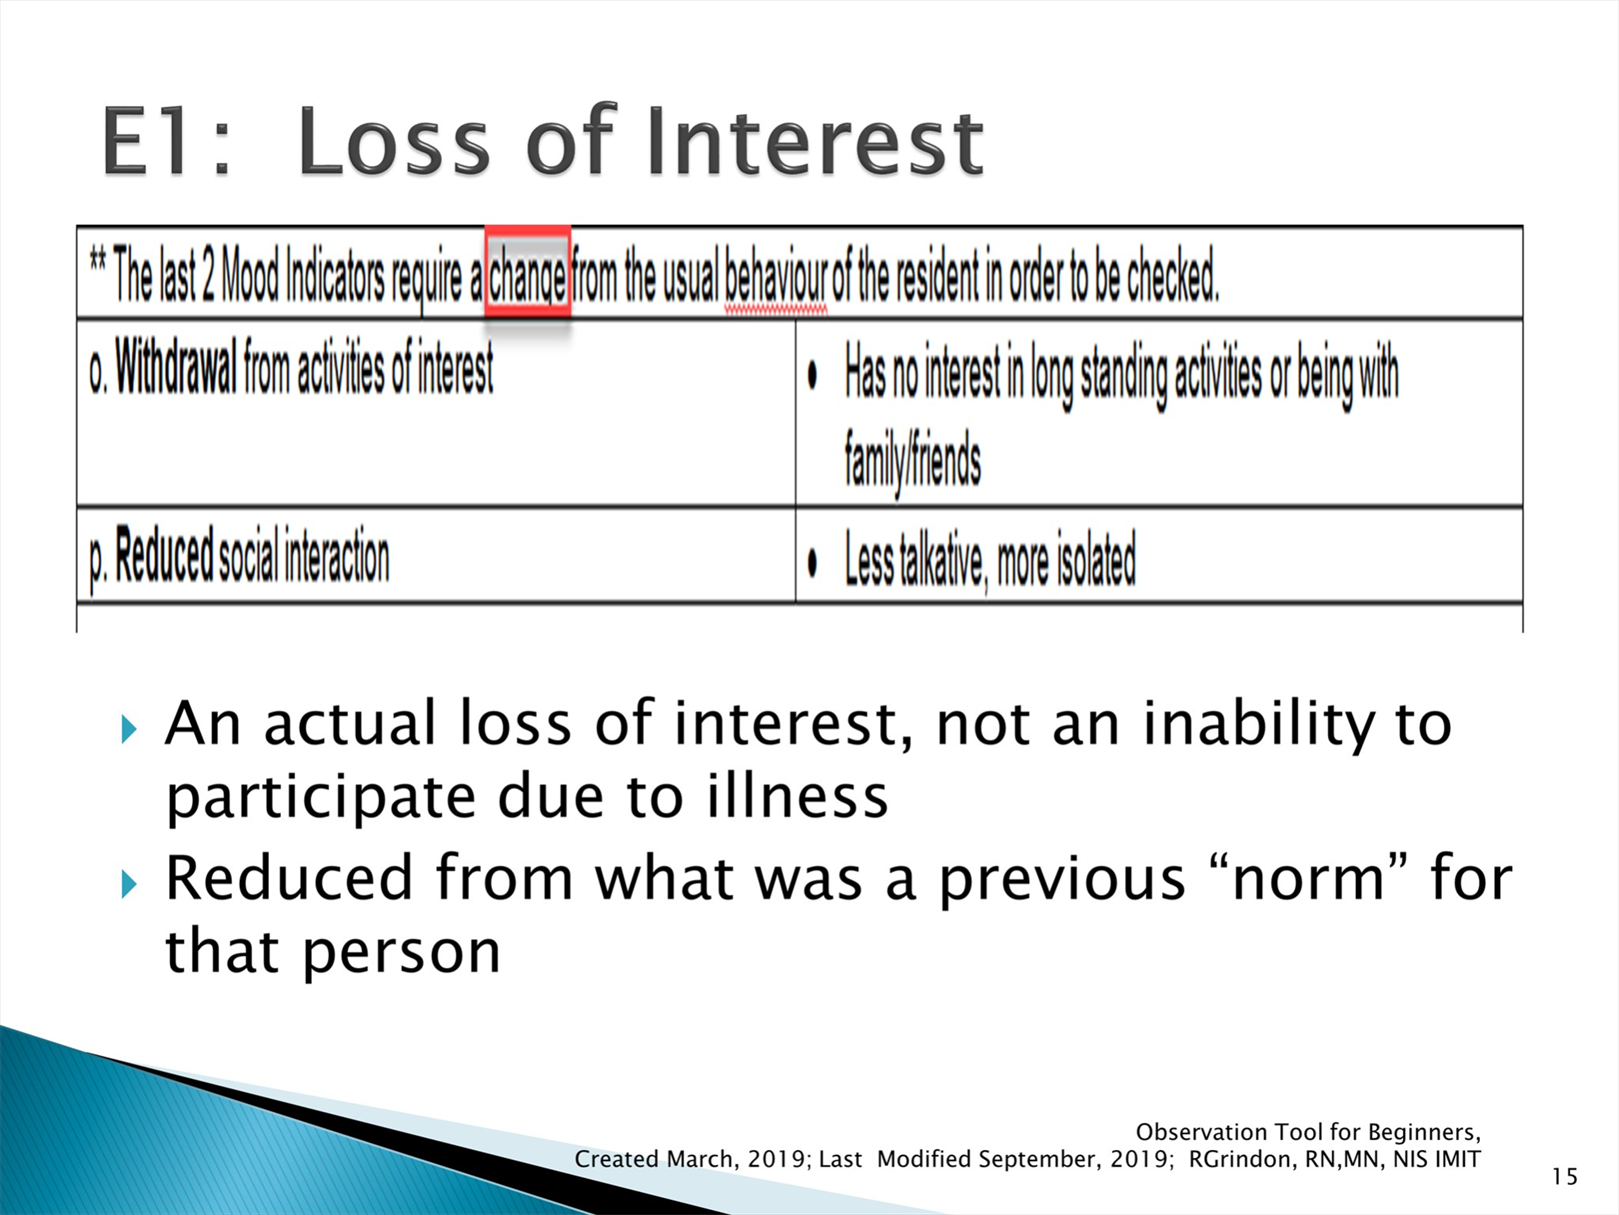 E1:  Loss of Interest
** The last 2 Mood Indicators require a change from the usual behaviour of the resident in order to be checked.
o. Withdrawal from activities of interest
• Has no interest in long standing activities or being with
family/friends
p. Reduced social interaction
• Less talkative, more isolated
An actual loss of interest, not an inability to
participate due to illness
Reduced from what was a previous “norm” for
that person
Observation Tool for Beginners,
Created March, 2019; Last  Modified September, 2019;  RGrindon, RN,MN, NIS IMIT
15